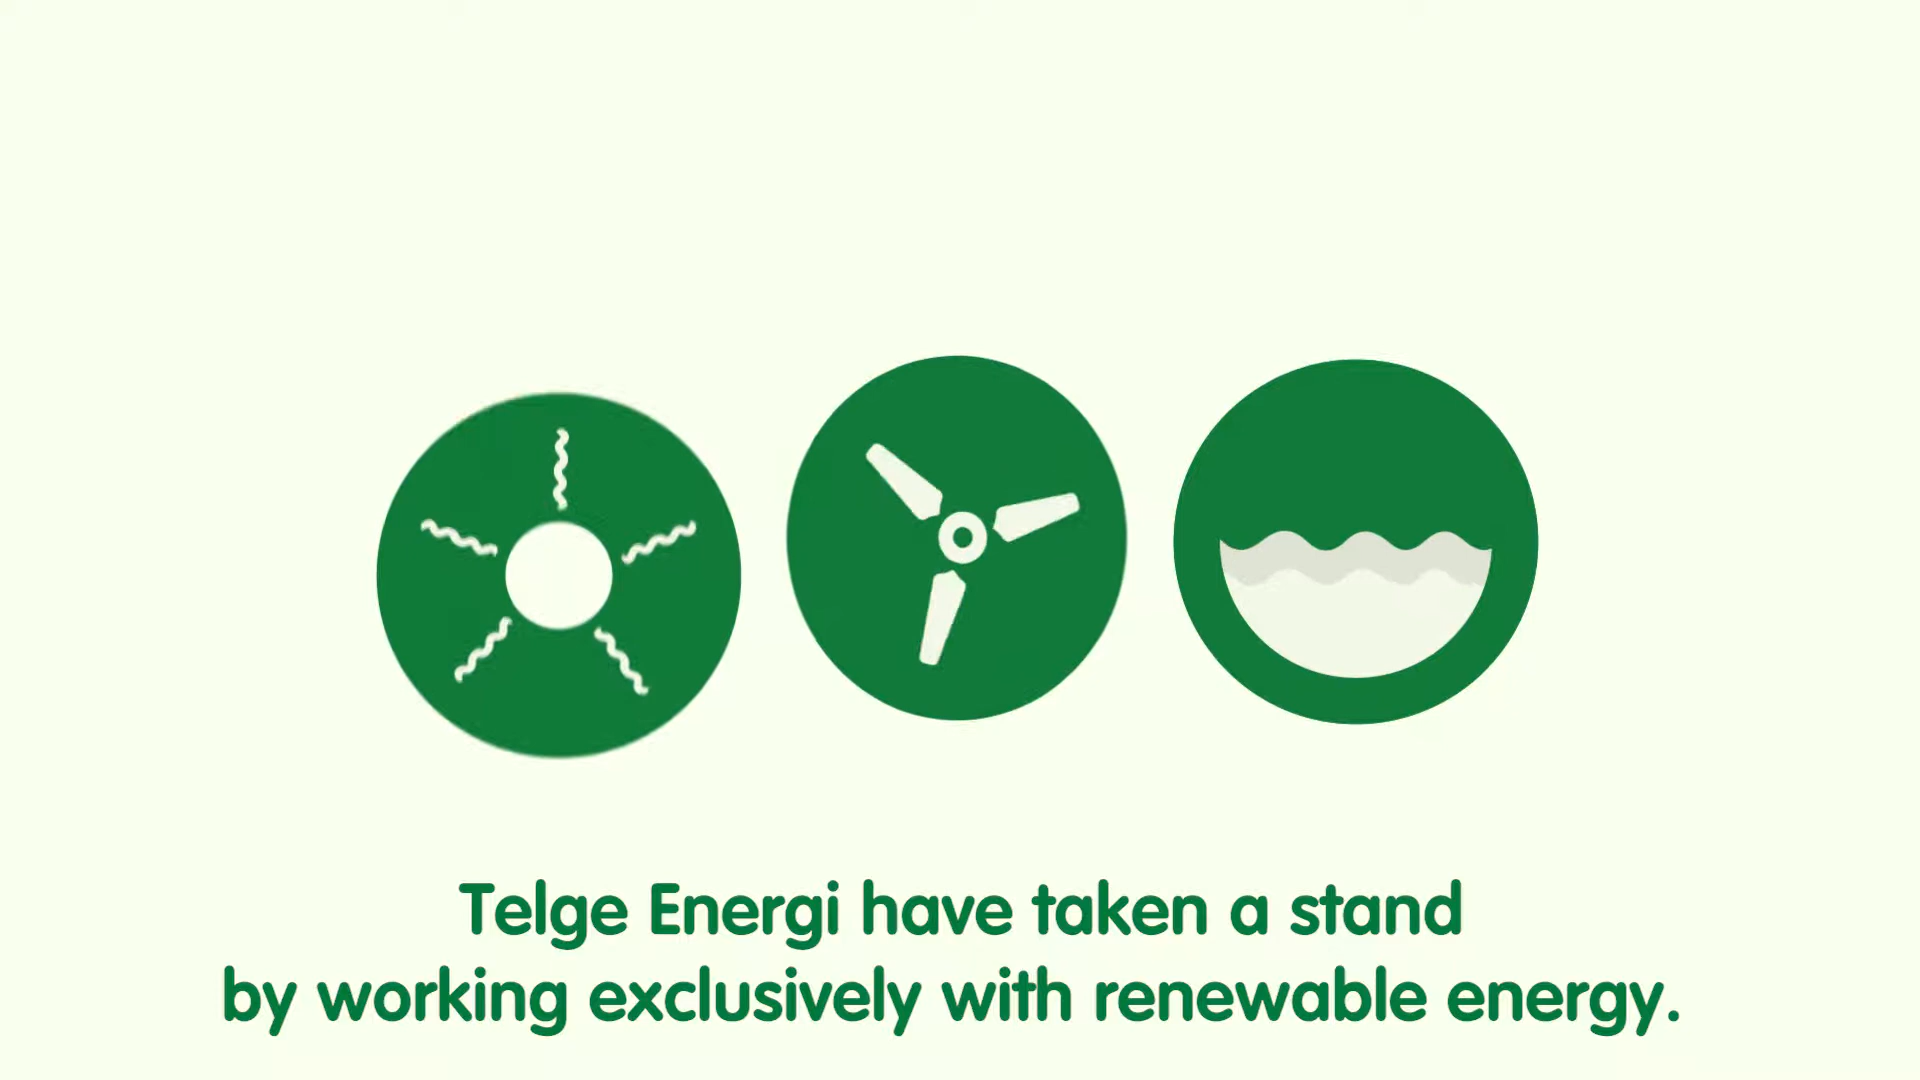 Telge Energi have taken a stand
by working exclusively with renewable energy.